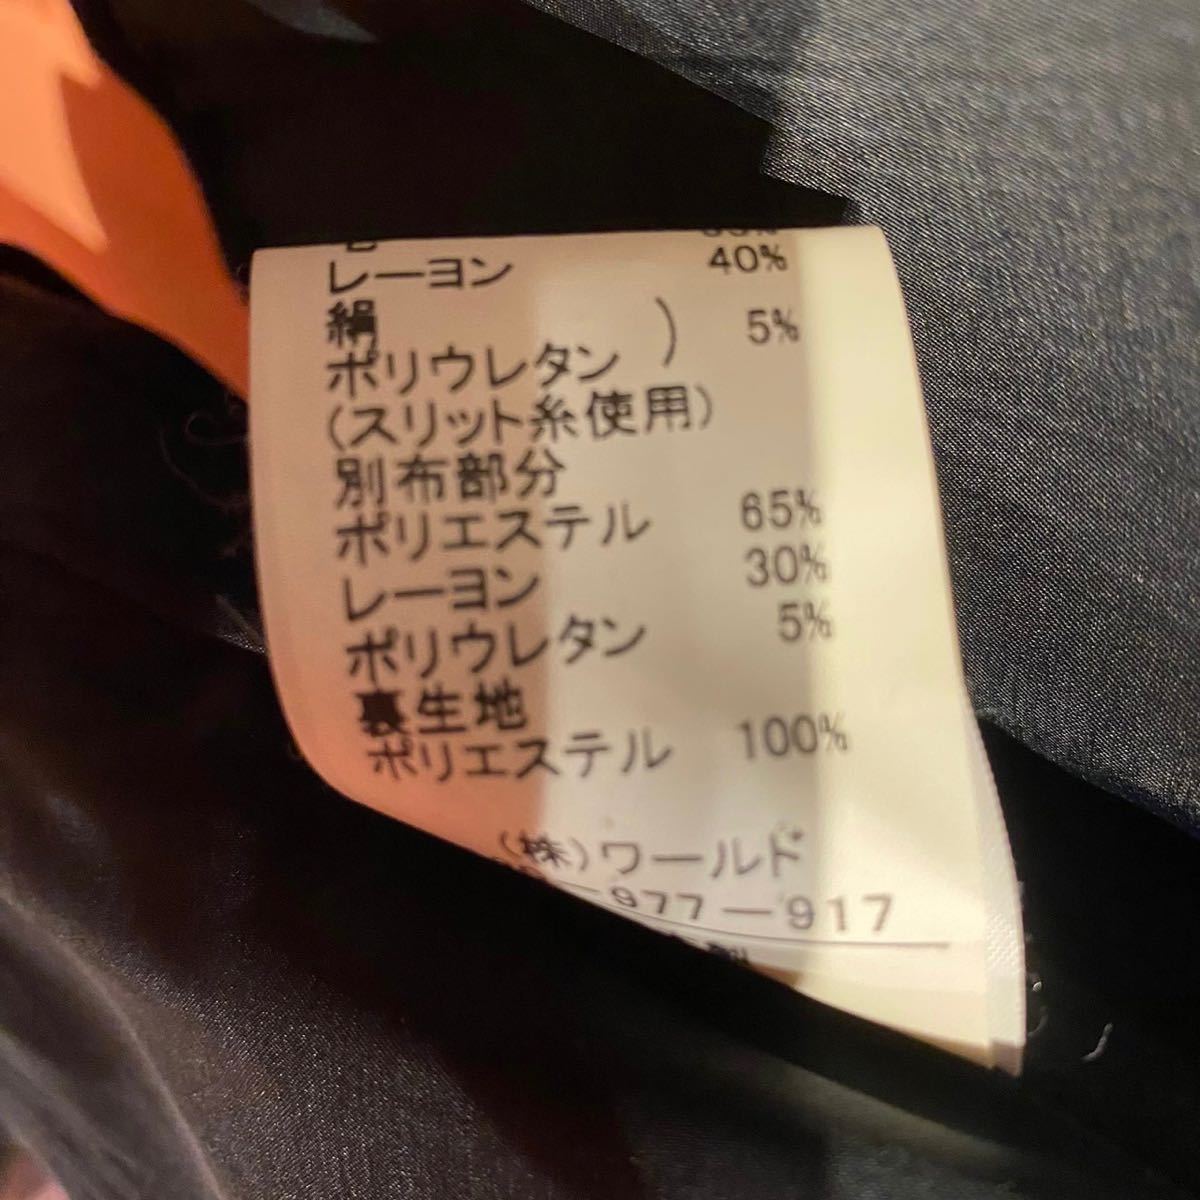 レーヨン 40%
絹 ) 5%
ポリウレタン
(スリット糸使用)
別布部分
ポリエステル 65%
レーヨン 30%
ポリウレタン 5%
裏生地
ポリエステル 100%
(株)ワールド
-977-917